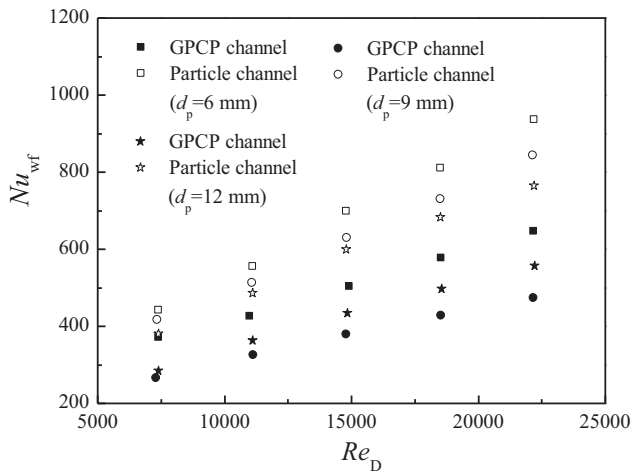 1200
1000
800
600
400
200
Nu_wf
GPCP channel
Particle channel
(d_p=6 mm)
GPCP channel
Particle channel
(d_p=9 mm)
GPCP channel
Particle channel
(d_p=12 mm)
5000 10000 15000 20000 25000
Re_D